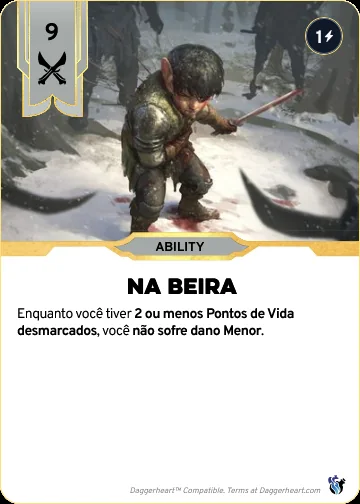 9
1
ABILITY
NA BEIRA
Enquanto você tiver 2 ou menos Pontos de Vida
desmarcados, você não sofre dano Menor.
Daggerheart™ Compatible. Terms at Daggerheart.com